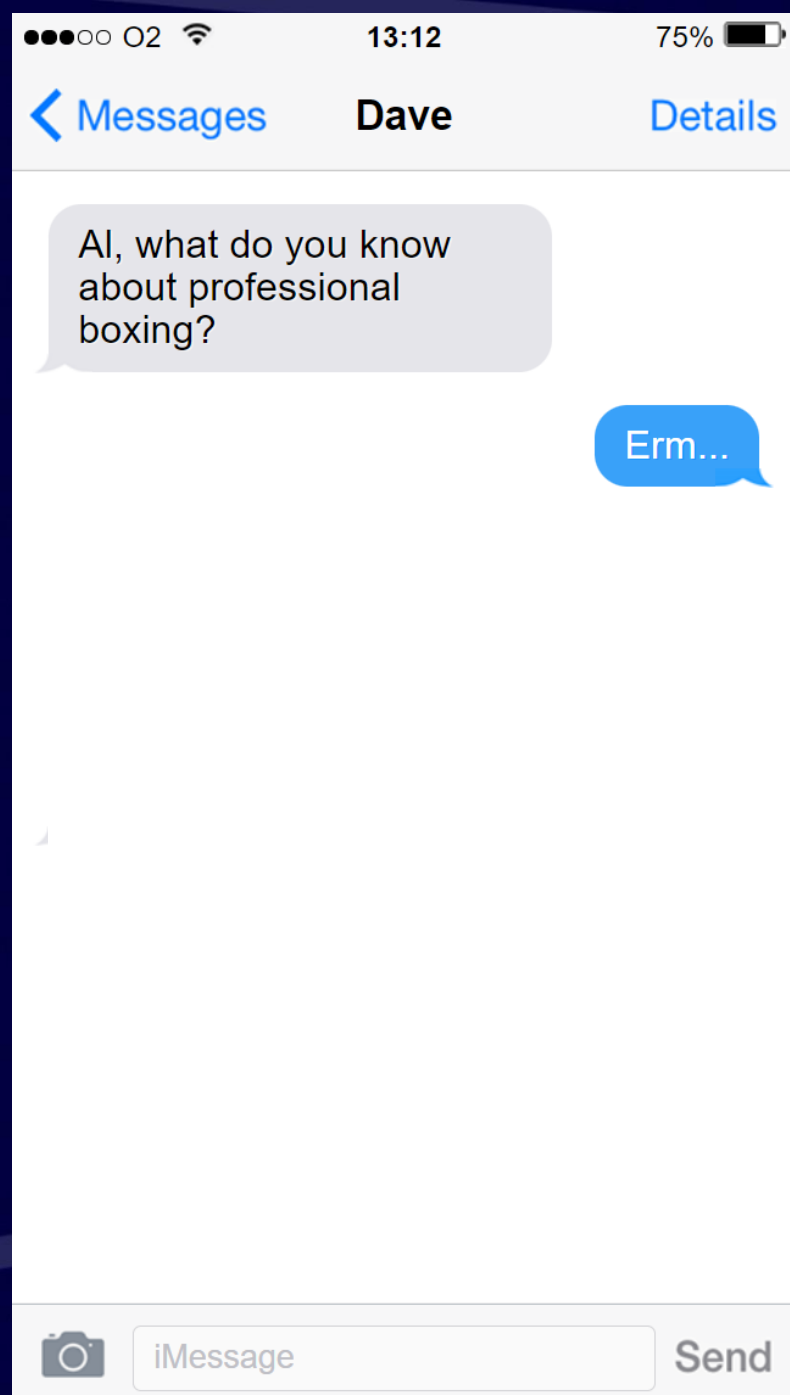 O2 13:12 75%
Messages Dave Details
Al, what do you know
about professional
boxing?
Erm...
iMessage Send